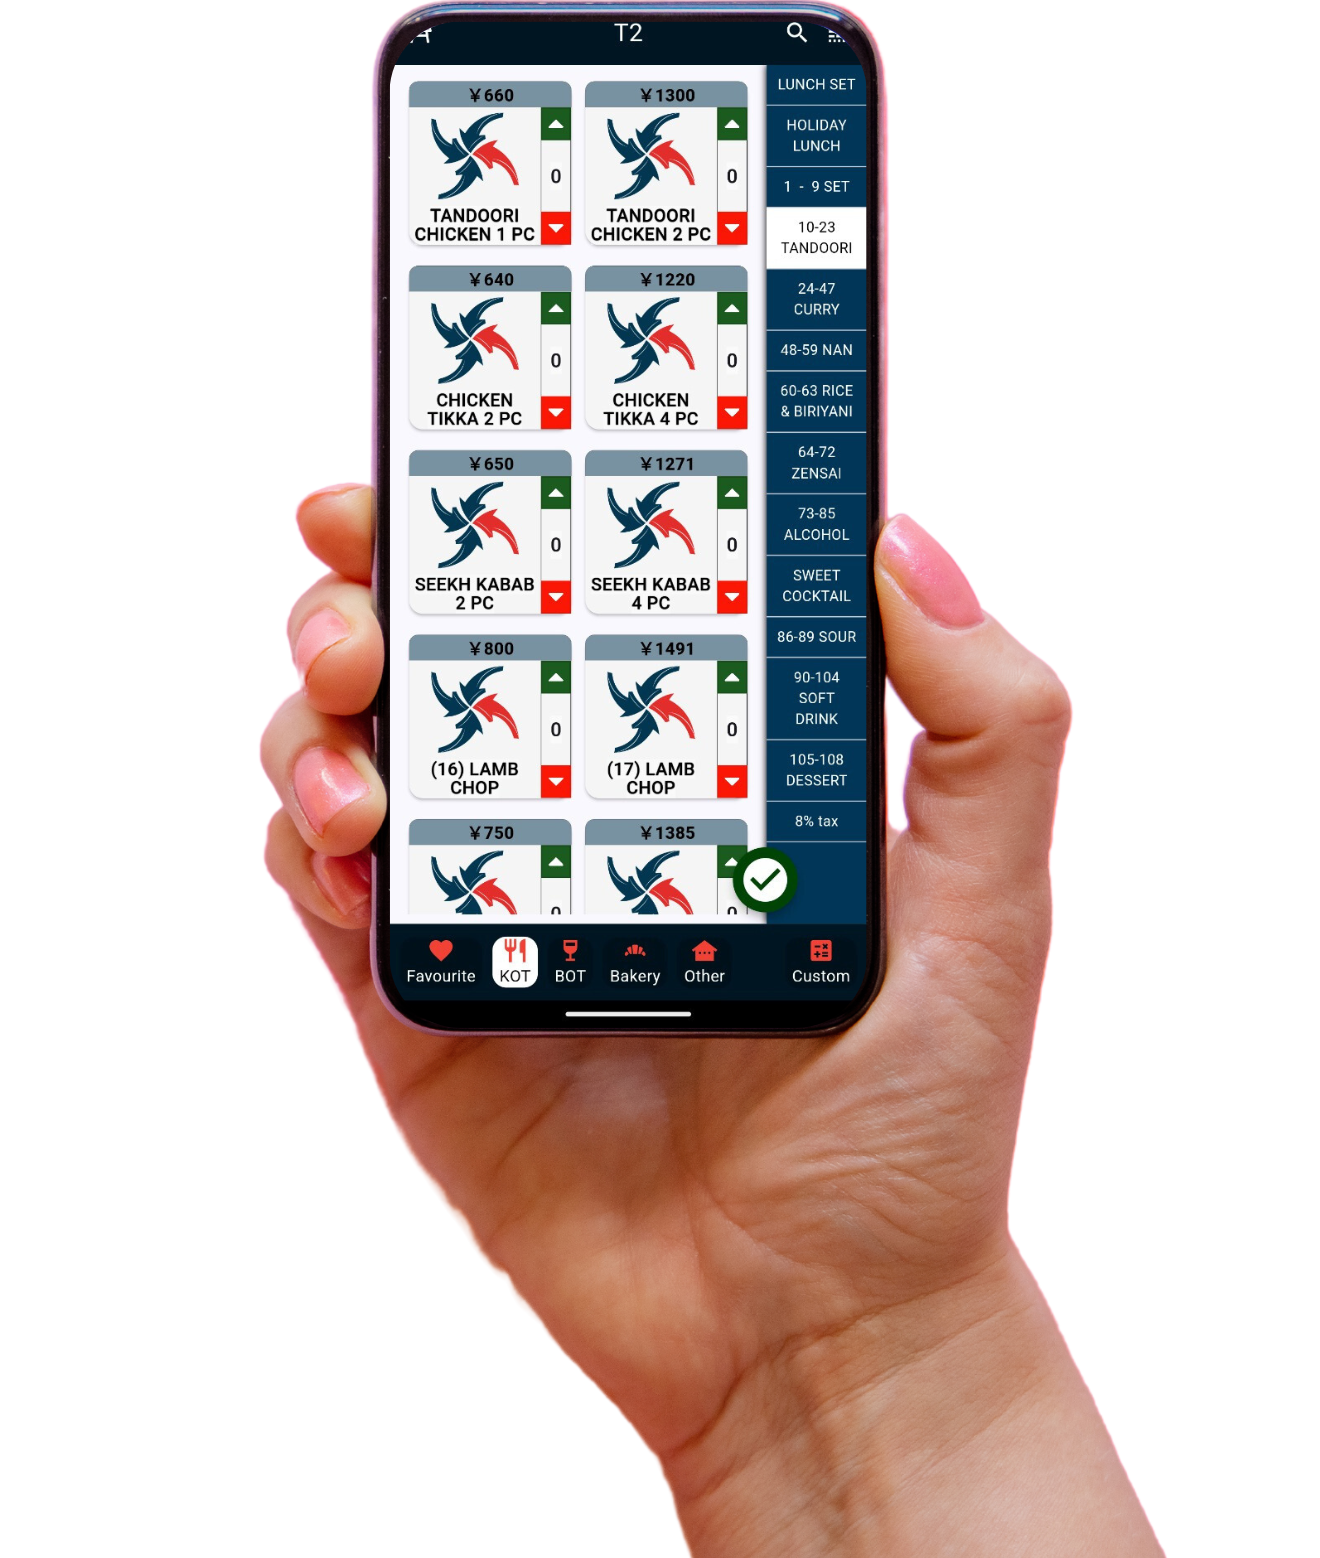 T2
¥660
TANDOORI
CHICKEN 1 PC
0
¥1300
TANDOORI
CHICKEN 2 PC
0
¥640
CHICKEN
TIKKA 2 PC
0
¥1220
CHICKEN
TIKKA 4 PC
0
¥650
SEEKH KABAB
2 PC
0
¥1271
SEEKH KABAB
4 PC
0
¥800
(16) LAMB
CHOP
0
¥1491
(17) LAMB
CHOP
0
¥750
0
¥1385
0
LUNCH SET
HOLIDAY
LUNCH
1 - 9 SET
10-23
TANDOORI
24-47
CURRY
48-59 NAN
60-63 RICE
& BIRIYANI
64-72
ZENSAI
73-85
ALCOHOL
SWEET
COCKTAIL
86-89 SOUR
90-104
SOFT
DRINK
105-108
DESSERT
8% tax
Favourite
KOT
BOT
Bakery
Other
Custom